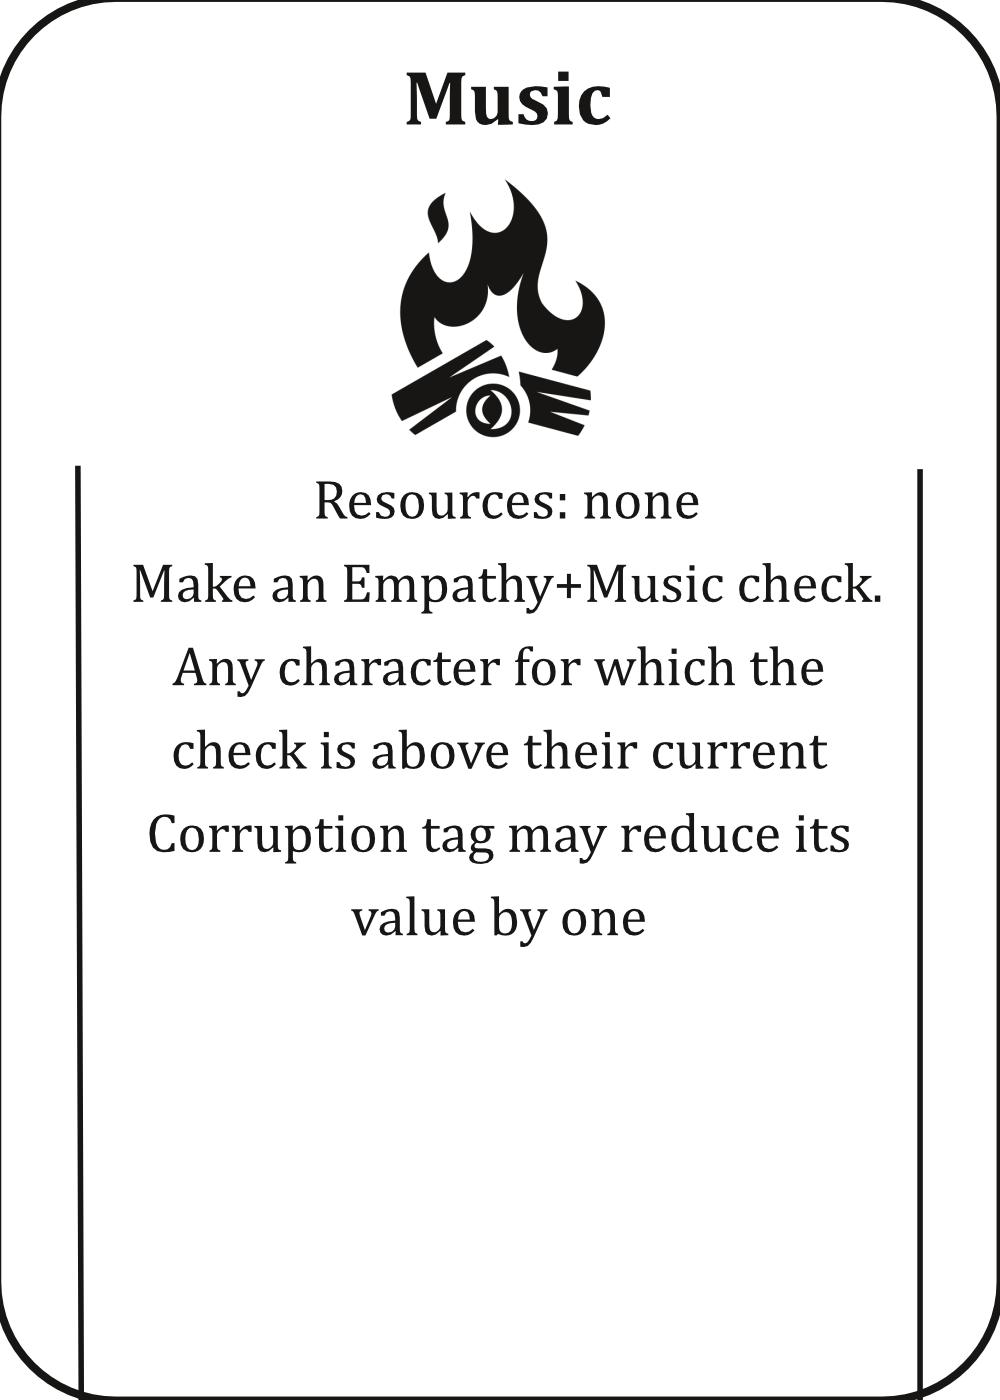 Music
Resources: none
Make an Empathy+Music check.
Any character for which the
check is above their current
Corruption tag may reduce its
value by one